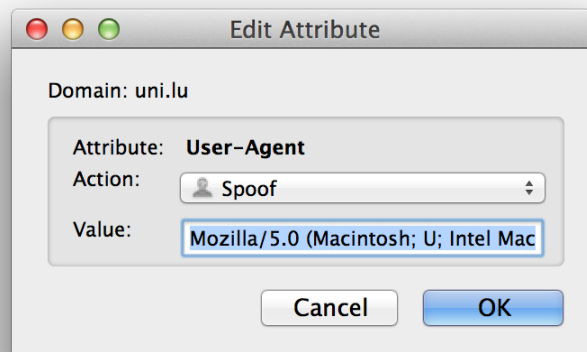 Edit Attribute
Domain: uni.lu
Attribute: User-Agent
Action: Spoof
Value: Mozilla/5.0 (Macintosh; U; Intel Mac
Cancel OK